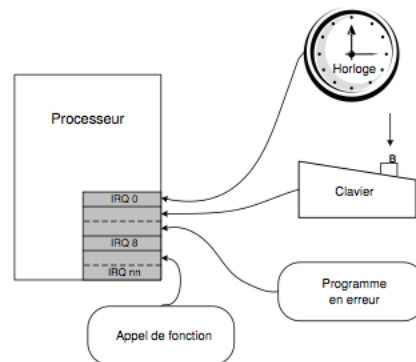 Horloge
Processeur
B
Clavier
IRQ 0
IRQ 8
IRQ nn
Programme
en erreur
Appel de fonction